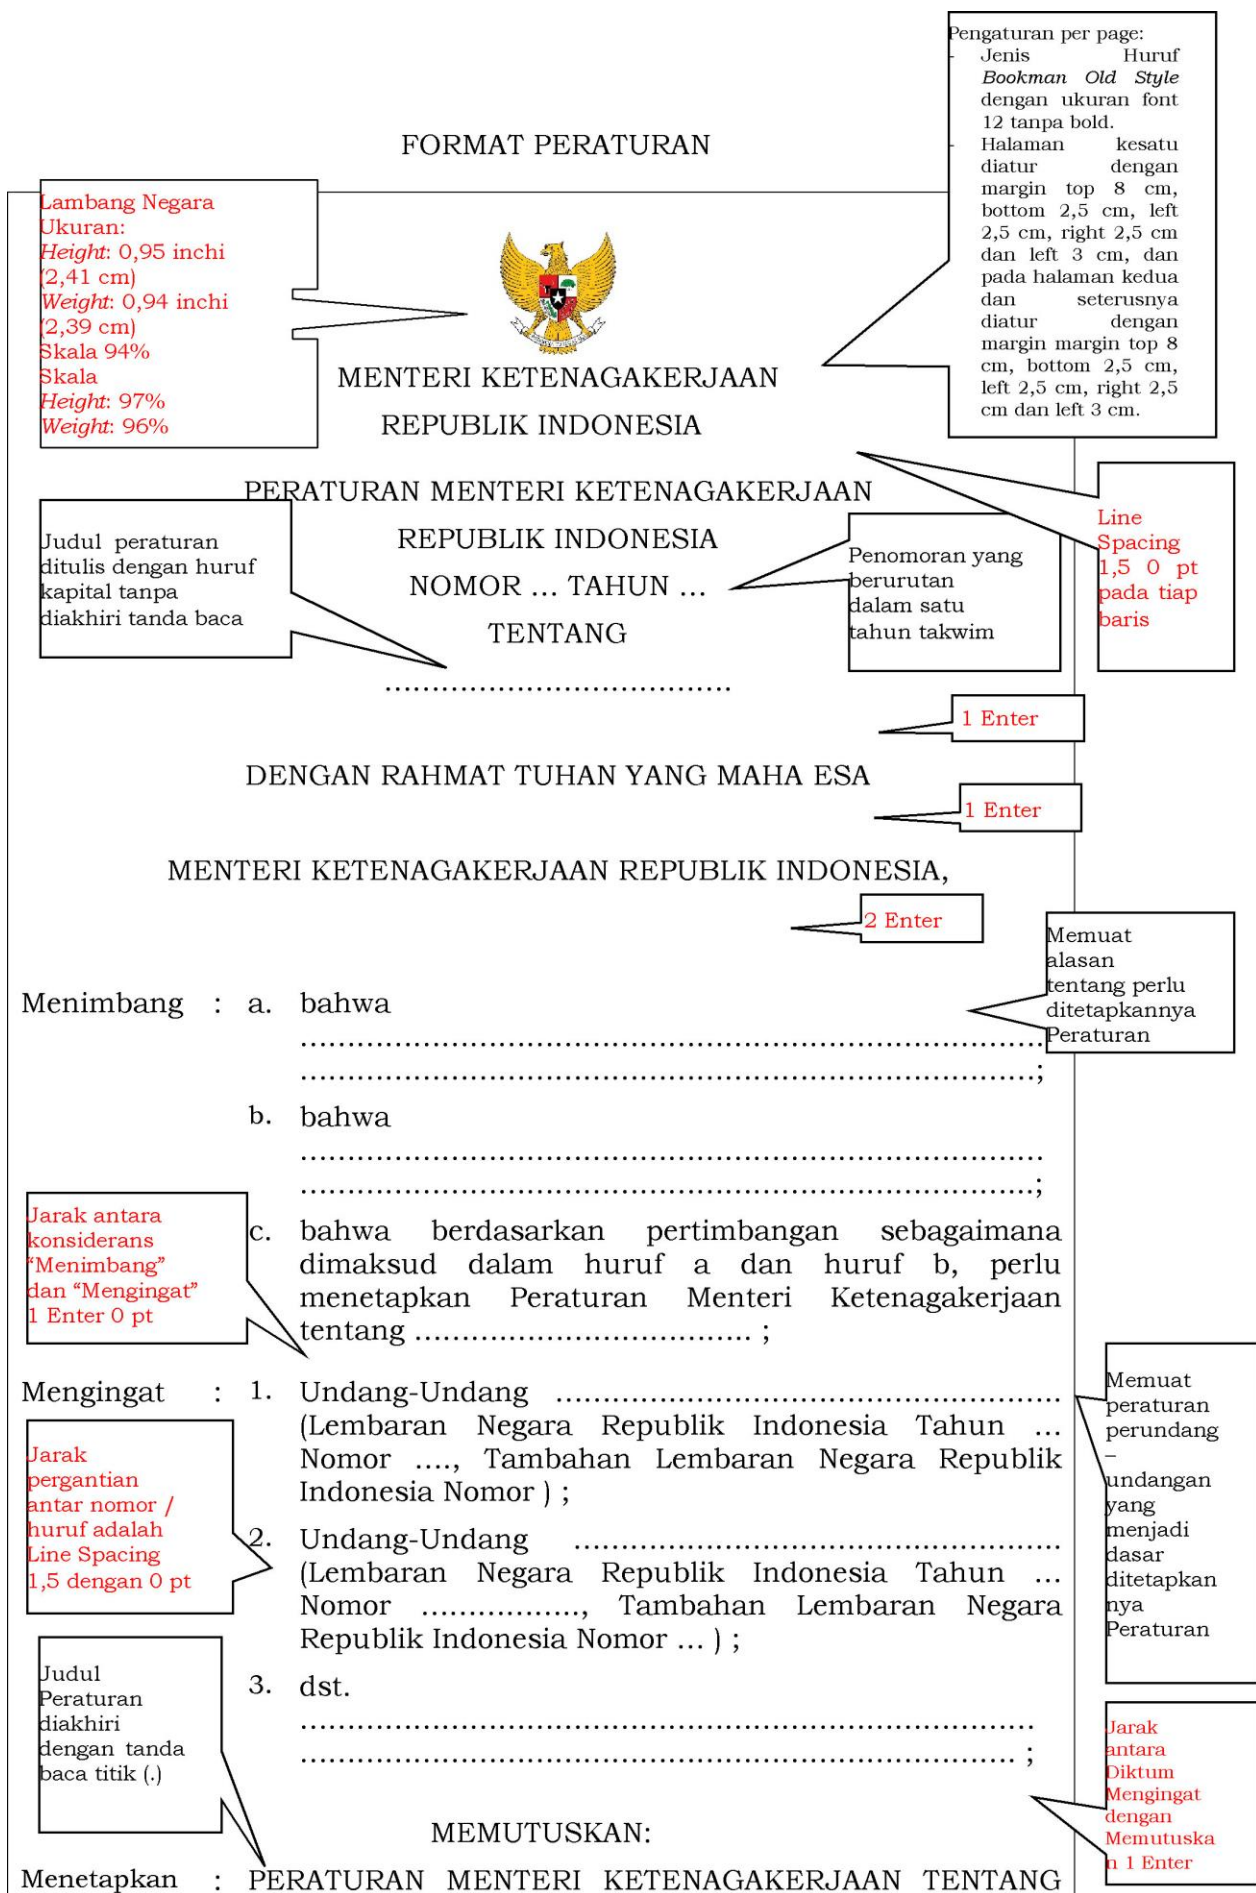 Pengaturan per page:
- Jenis Huruf
Bookman Old Style
dengan ukuran font
12 tanpa bold.
- Halaman kesatu
diatur dengan
margin top 8 cm,
bottom 2,5 cm, left
2,5 cm, right 2,5 cm
dan left 3 cm, dan
pada halaman kedua
dan seterusnya
diatur dengan
margin margin top 8
cm, bottom 2,5 cm,
left 2,5 cm, right 2,5
cm dan left 3 cm.
FORMAT PERATURAN
Lambang Negara
Ukuran:
Height: 0,95 inchi
(2,41 cm)
Weight: 0,94 inchi
(2,39 cm)
Skala 94%
Skala
Height: 97%
Weight: 96%
MENTERI KETENAGAKERJAAN
REPUBLIK INDONESIA
Line
Spacing
1,5 0 pt
pada tiap
baris
PERATURAN MENTERI KETENAGAKERJAAN
REPUBLIK INDONESIA
NOMOR ... TAHUN ...
TENTANG
.....................................
Judul peraturan
ditulis dengan huruf
kapital tanpa
diakhiri tanda baca
Penomoran yang
berurutan
dalam satu
tahun takwim
1 Enter
DENGAN RAHMAT TUHAN YANG MAHA ESA
1 Enter
MENTERI KETENAGAKERJAAN REPUBLIK INDONESIA,
2 Enter
Memuat
alasan
tentang perlu
ditetapkannya
Peraturan
Menimbang : a. bahwa
...............................................................................
..............................................................................;
b. bahwa
...............................................................................
..............................................................................;
Jarak antara
konsiderans
"Menimbang"
dan "Mengingat"
1 Enter 0 pt
c. bahwa berdasarkan pertimbangan sebagaimana
dimaksud dalam huruf a dan huruf b, perlu
menetapkan Peraturan Menteri Ketenagakerjaan
tentang .................................... ;
Mengingat : 1. Undang-Undang ......................................................
(Lembaran Negara Republik Indonesia Tahun ...
Nomor ...., Tambahan Lembaran Negara Republik
Indonesia Nomor ) ;
Memuat
peraturan
perundang
–
undangan
yang
menjadi
dasar
ditetapkan
nya
Peraturan
Jarak
pergantian
antar nomor /
huruf adalah
Line Spacing
1,5 dengan 0 pt
2. Undang-Undang .......................................................
(Lembaran Negara Republik Indonesia Tahun ...
Nomor ................., Tambahan Lembaran Negara
Republik Indonesia Nomor ... ) ;
3. dst.
..............................................................................
............................................................................ ;
Judul
Peraturan
diakhiri
dengan tanda
baca titik (.)
Jarak
antara
Diktum
Mengingat
dengan
Memutuska
n 1 Enter
MEMUTUSKAN:
Menetapkan : PERATURAN MENTERI KETENAGAKERJAAN TENTANG